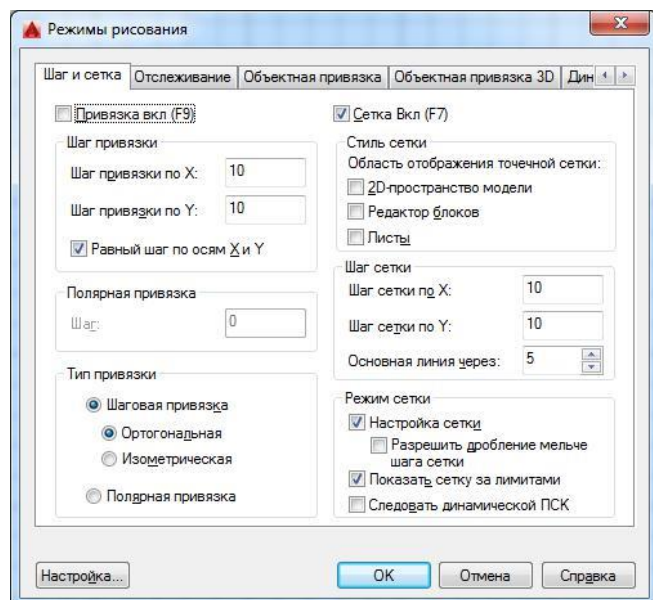 Режимы рисования
Шаг и сетка
Отслеживание
Объектная привязка
Объектная привязка 3D
Дин
Привязка вкл (F9)
Шаг привязки
Шаг привязки по X:
10
Шаг привязки по Y:
10
Равный шаг по осям X и Y
Полярная привязка
Шаг:
0
Тип привязки
Шаговая привязка
Ортогональная
Изометрическая
Полярная привязка
Сетка Вкл (F7)
Стиль сетки
Область отображения точечной сетки:
2D-пространство модели
Редактор блоков
Листы
Шаг сетки
Шаг сетки по X:
10
Шаг сетки по Y:
10
Основная линия через:
5
Режим сетки
Настройка сетки
Разрешить дробление мельче
шага сетки
Показать сетку за лимитами
Следовать динамической ПСК
Настройка...
OK
Отмена
Справка